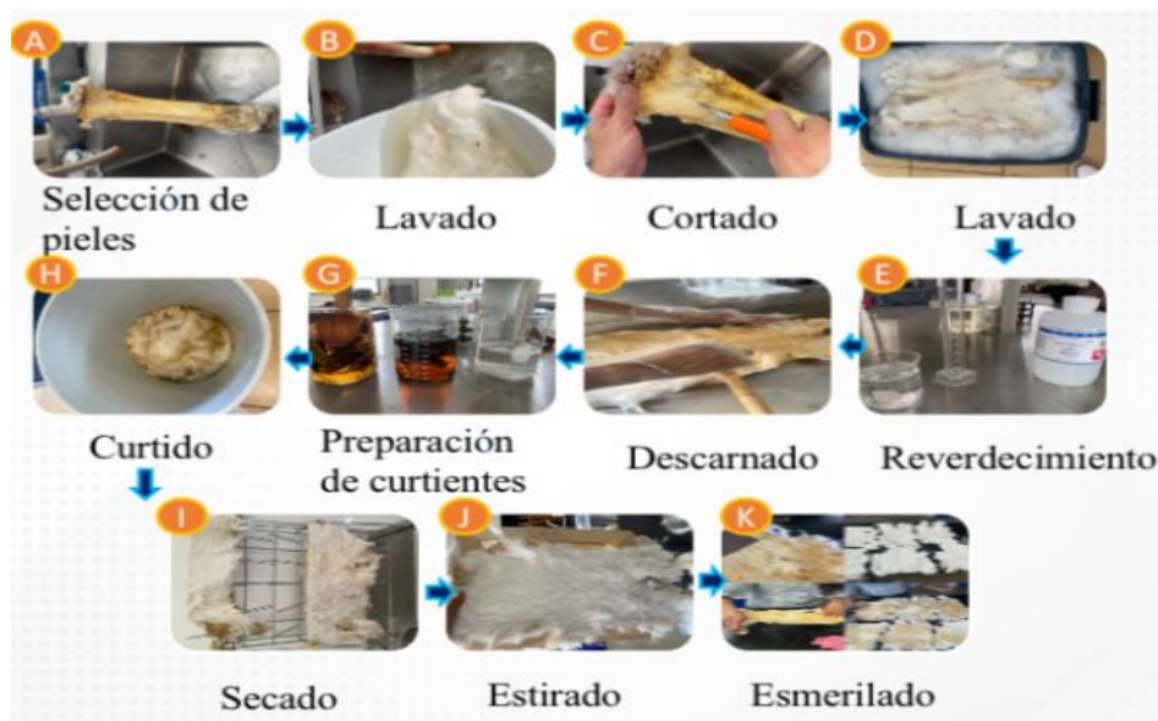 A
B
C
D
Selección de
pieles
Lavado
Cortado
Lavado
E
Reverdecimiento
F
Descarnado
G
Preparación
de curtientes
H
Curtido
I
Secado
J
Estirado
K
Esmerilado